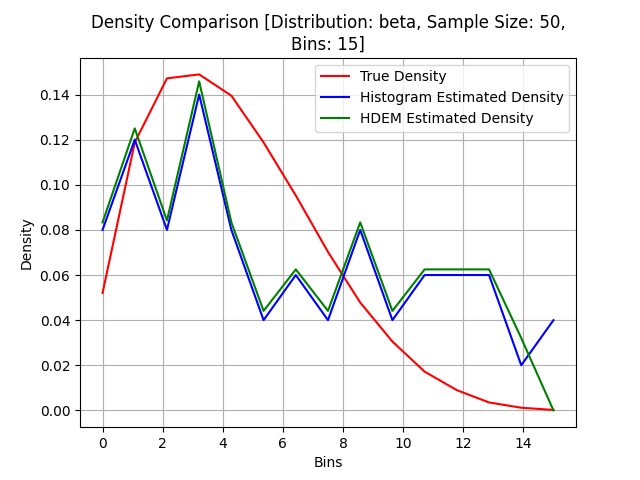 Density Comparison [Distribution: beta, Sample Size: 50,
Bins: 15]
True Density
Histogram Estimated Density
HDEM Estimated Density
Density
0.14
0.12
0.10
0.08
0.06
0.04
0.02
0.00
0 2 4 6 8 10 12 14
Bins